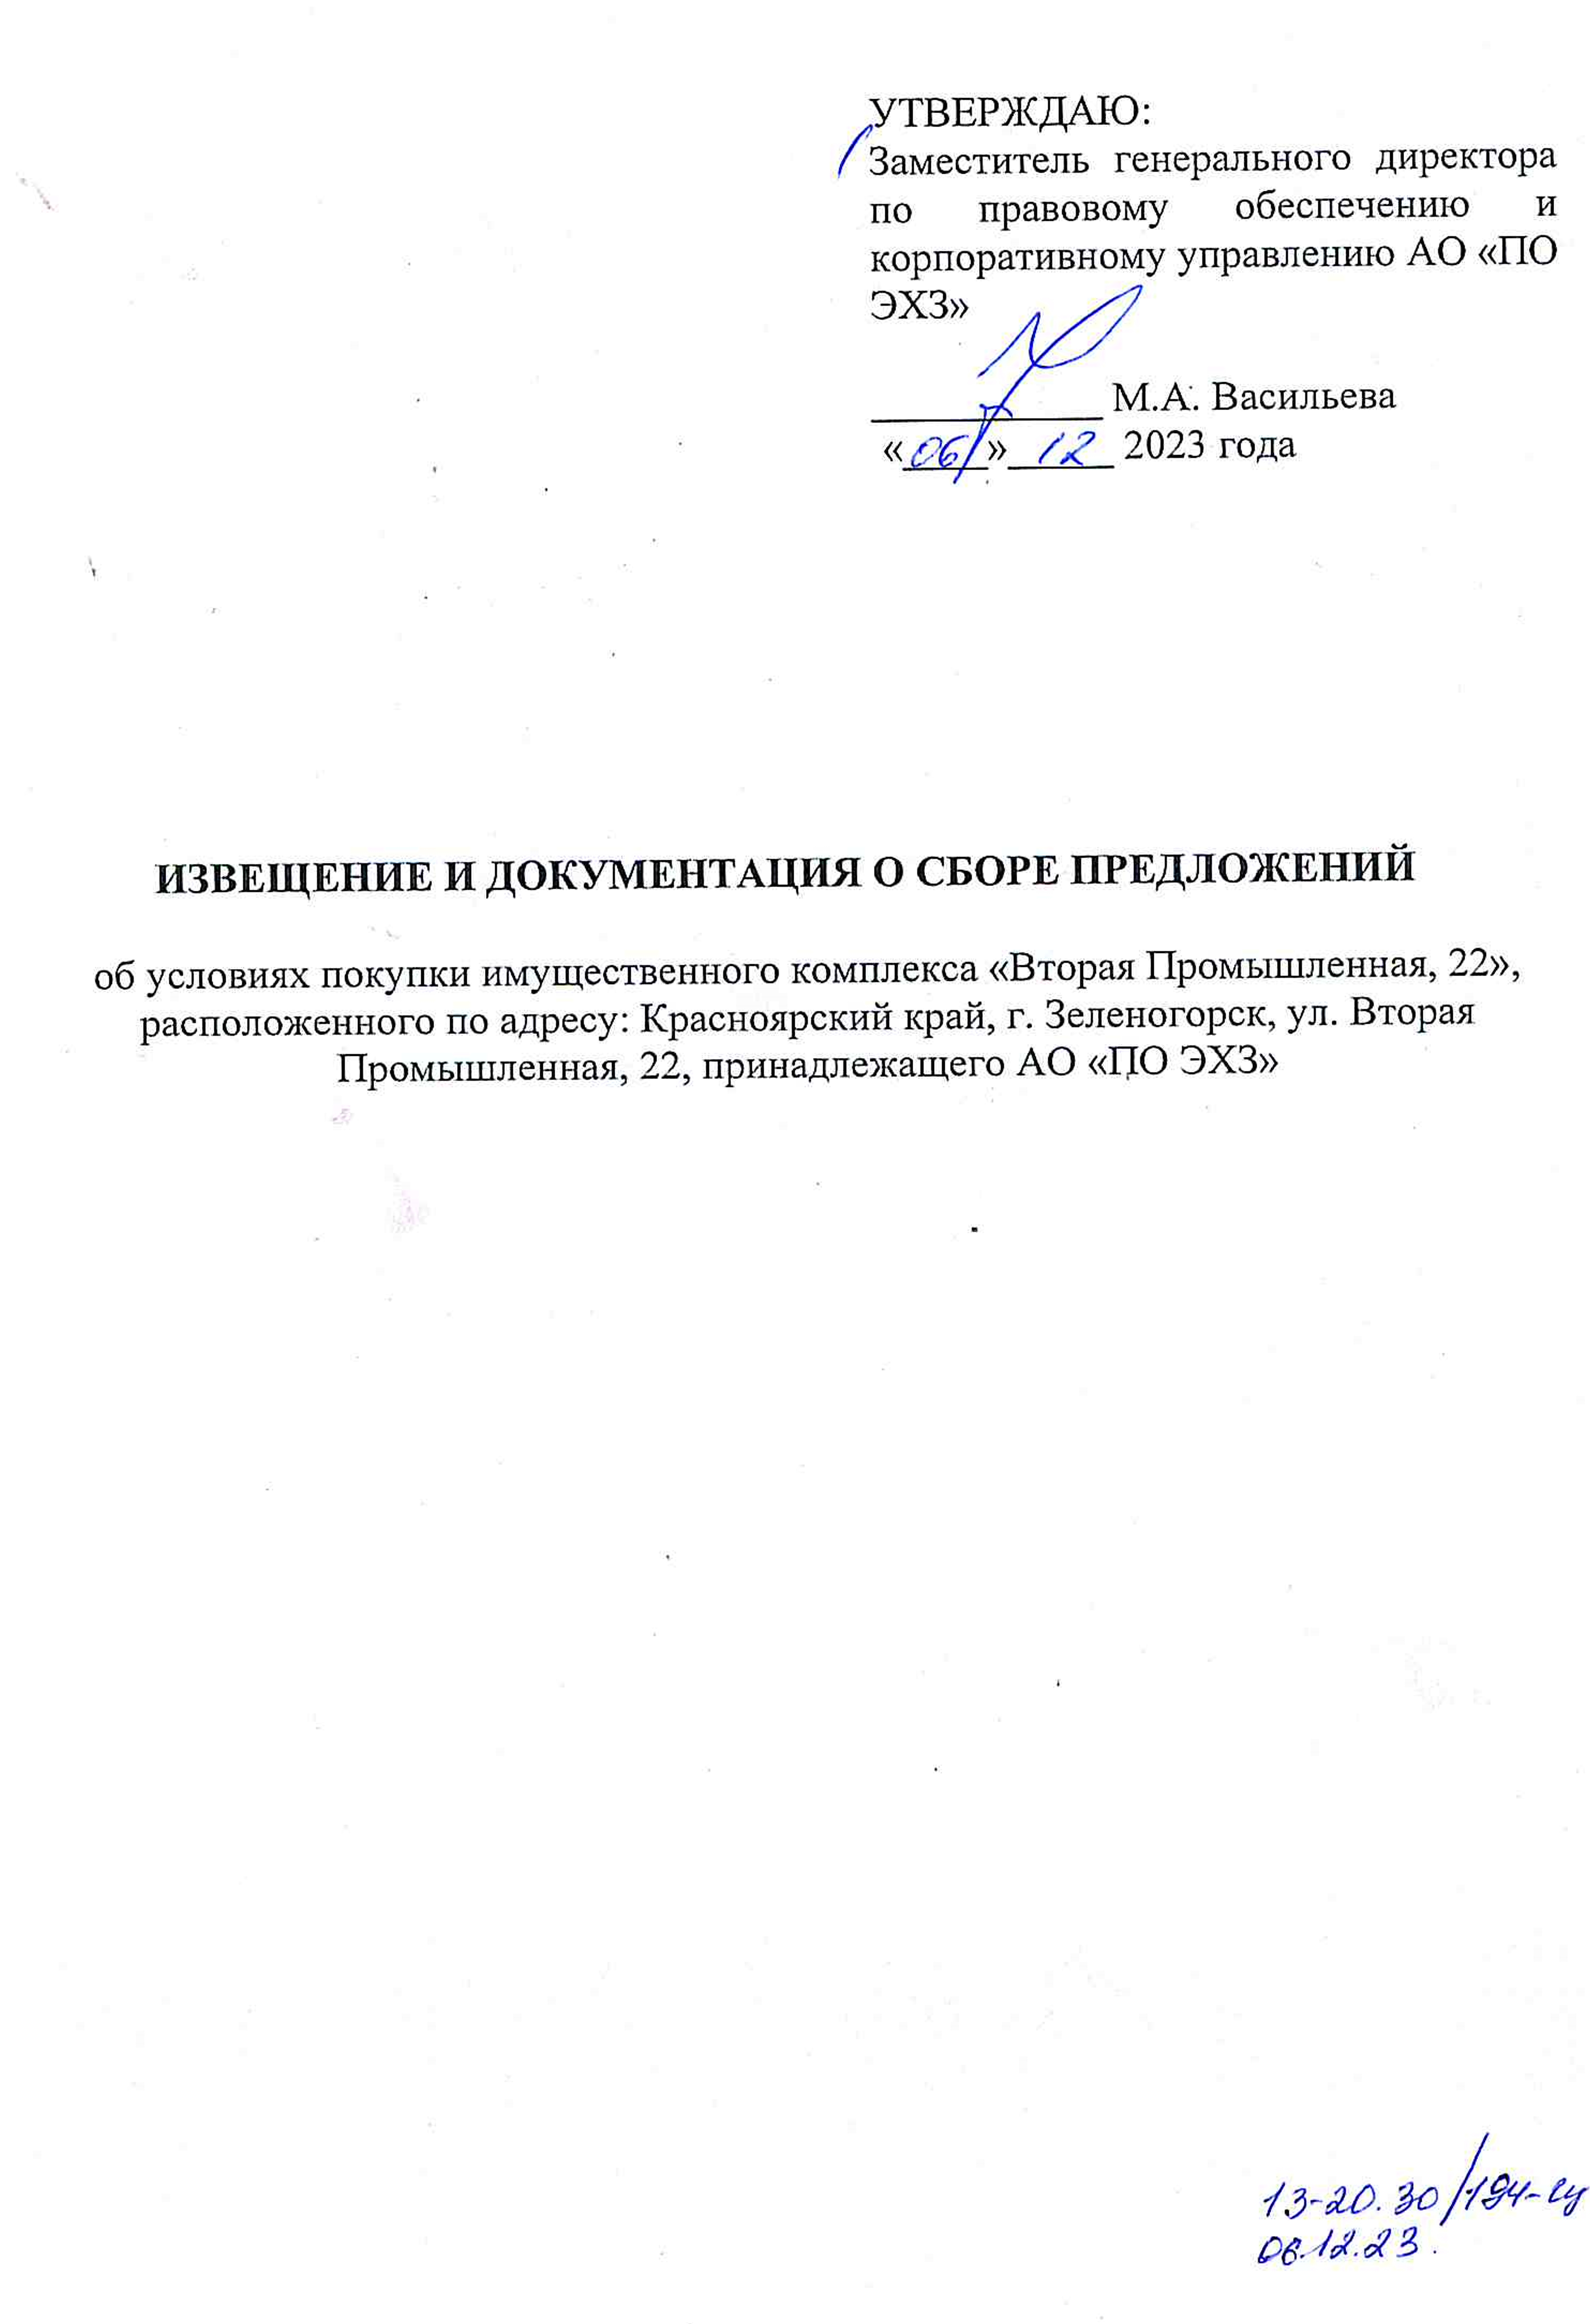 УТВЕРЖДАЮ:
Заместитель генерального директора
по правовому обеспечению и
корпоративному управлению АО «ПО
ЭХЗ»
М.А. Васильева
«06» 12 2023 года
ИЗВЕЩЕНИЕ И ДОКУМЕНТАЦИЯ О СБОРЕ ПРЕДЛОЖЕНИЙ
об условиях покупки имущественного комплекса «Вторая Промышленная, 22»,
расположенного по адресу: Красноярский край, г. Зеленогорск, ул. Вторая
Промышленная, 22, принадлежащего АО «ПО ЭХЗ»
13-20.30/194-
06.12.23.